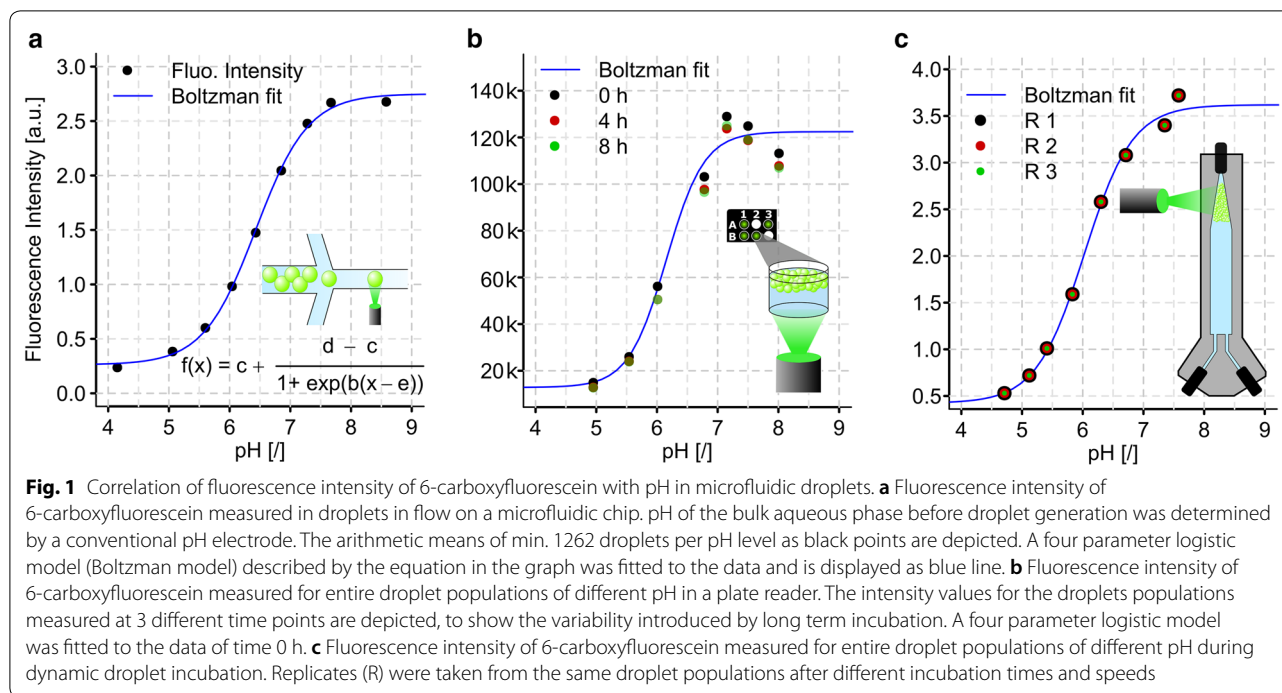 a
Fluorescence Intensity [a.u.]
3.0
2.5
2.0
1.5
1.0
0.5
0.0
Fluo. Intensity
Boltzman fit
f(x) = c + d − c
1+ exp(b(x−e))
4 5 6 7 8 9
pH [/]
b
140k
120k
100k
80k
60k
40k
20k
Boltzman fit
0 h
4 h
8 h
1 2 3
A
B
4 5 6 7 8 9
pH [/]
c
4.0
3.5
3.0
2.5
2.0
1.5
1.0
0.5
Boltzman fit
R 1
R 2
R 3
4 5 6 7 8 9
pH [/]
Fig. 1 Correlation of fluorescence intensity of 6-carboxyfluorescein with pH in microfluidic droplets. a Fluorescence intensity of
6-carboxyfluorescein measured in droplets in flow on a microfluidic chip. pH of the bulk aqueous phase before droplet generation was determined
by a conventional pH electrode. The arithmetic means of min. 1262 droplets per pH level as black points are depicted. A four parameter logistic
model (Boltzman model) described by the equation in the graph was fitted to the data and is displayed as blue line. b Fluorescence intensity of
6-carboxyfluorescein measured for entire droplet populations of different pH in a plate reader. The intensity values for the droplets populations
measured at 3 different time points are depicted, to show the variability introduced by long term incubation. A four parameter logistic model
was fitted to the data of time 0 h. c Fluorescence intensity of 6-carboxyfluorescein measured for entire droplet populations of different pH during
dynamic droplet incubation. Replicates (R) were taken from the same droplet populations after different incubation times and speeds